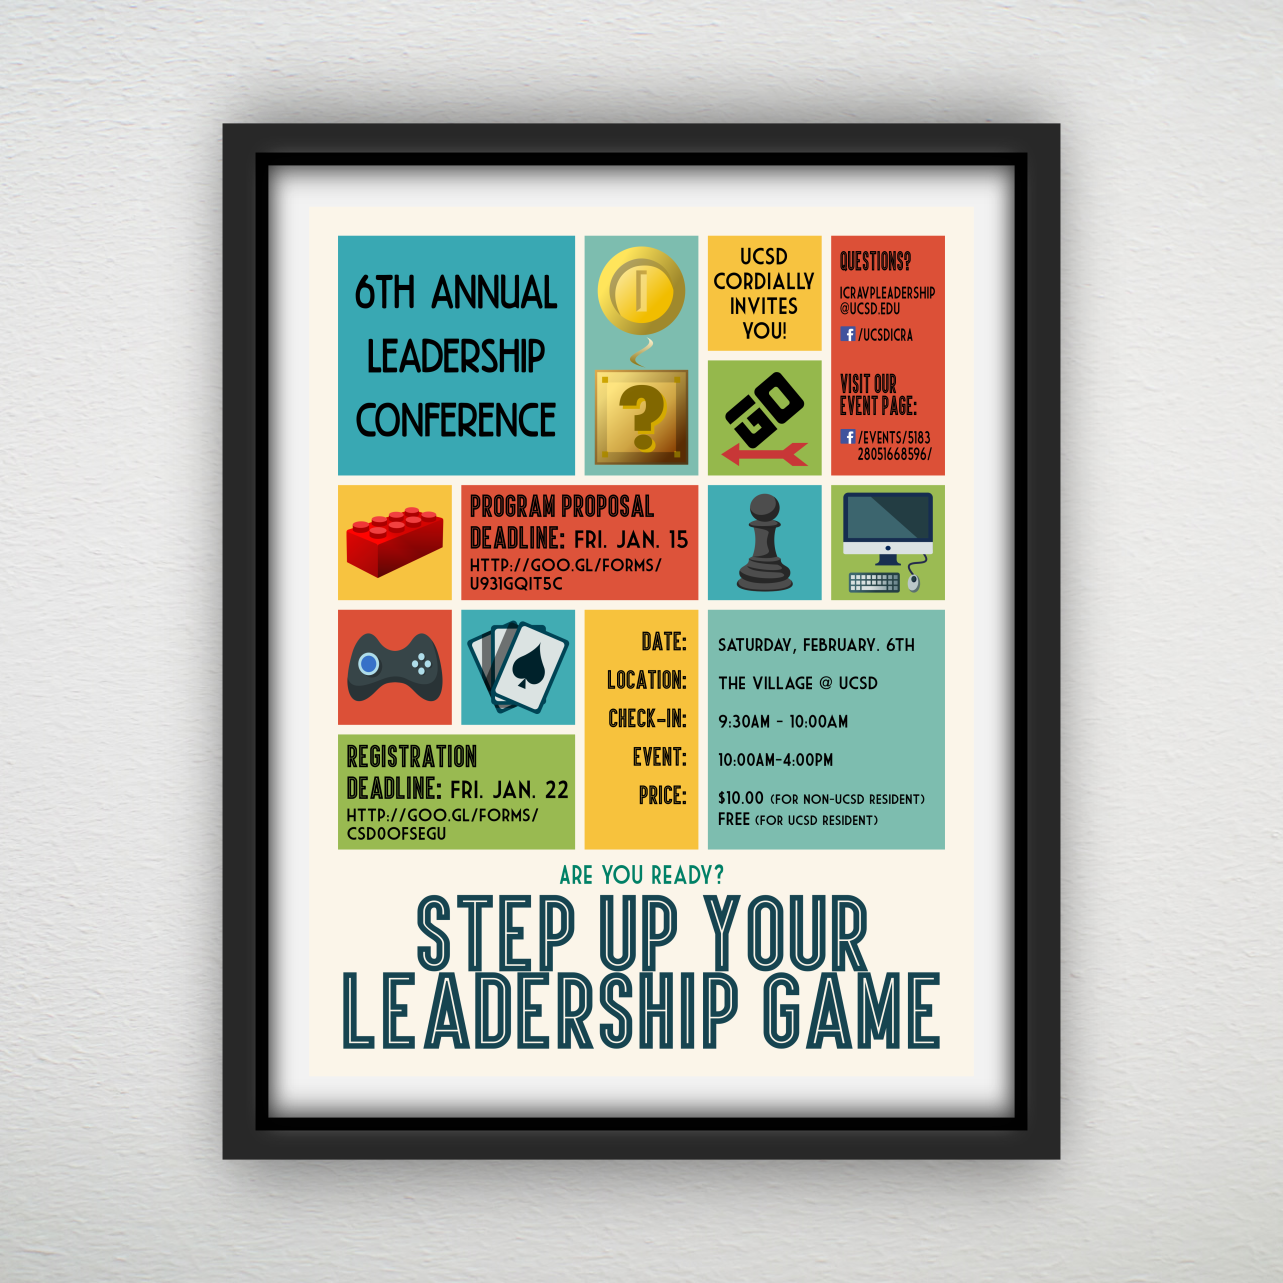 6TH ANNUAL
LEADERSHIP
CONFERENCE
?
UCSD
CORDIALLY
INVITES
YOU!
GO
QUESTIONS?
ICRAVPLEADERSHIP
@UCSD.EDU
f /UCSDICRA
VISIT OUR
EVENT PAGE:
f /EVENTS/5183
28051668596/
PROGRAM PROPOSAL
DEADLINE: FRI. JAN. 15
HTTP://GOO.GL/FORMS/
U931GQIT5C
REGISTRATION
DEADLINE: FRI. JAN. 22
HTTP://GOO.GL/FORMS/
CSD0OFSEGU
DATE: SATURDAY, FEBRUARY. 6TH
LOCATION: THE VILLAGE @ UCSD
CHECK-IN: 9:30AM - 10:00AM
EVENT: 10:00AM-4:00PM
PRICE: $10.00 (FOR NON-UCSD RESIDENT)
FREE (FOR UCSD RESIDENT)
ARE YOU READY?
STEP UP YOUR
LEADERSHIP GAME